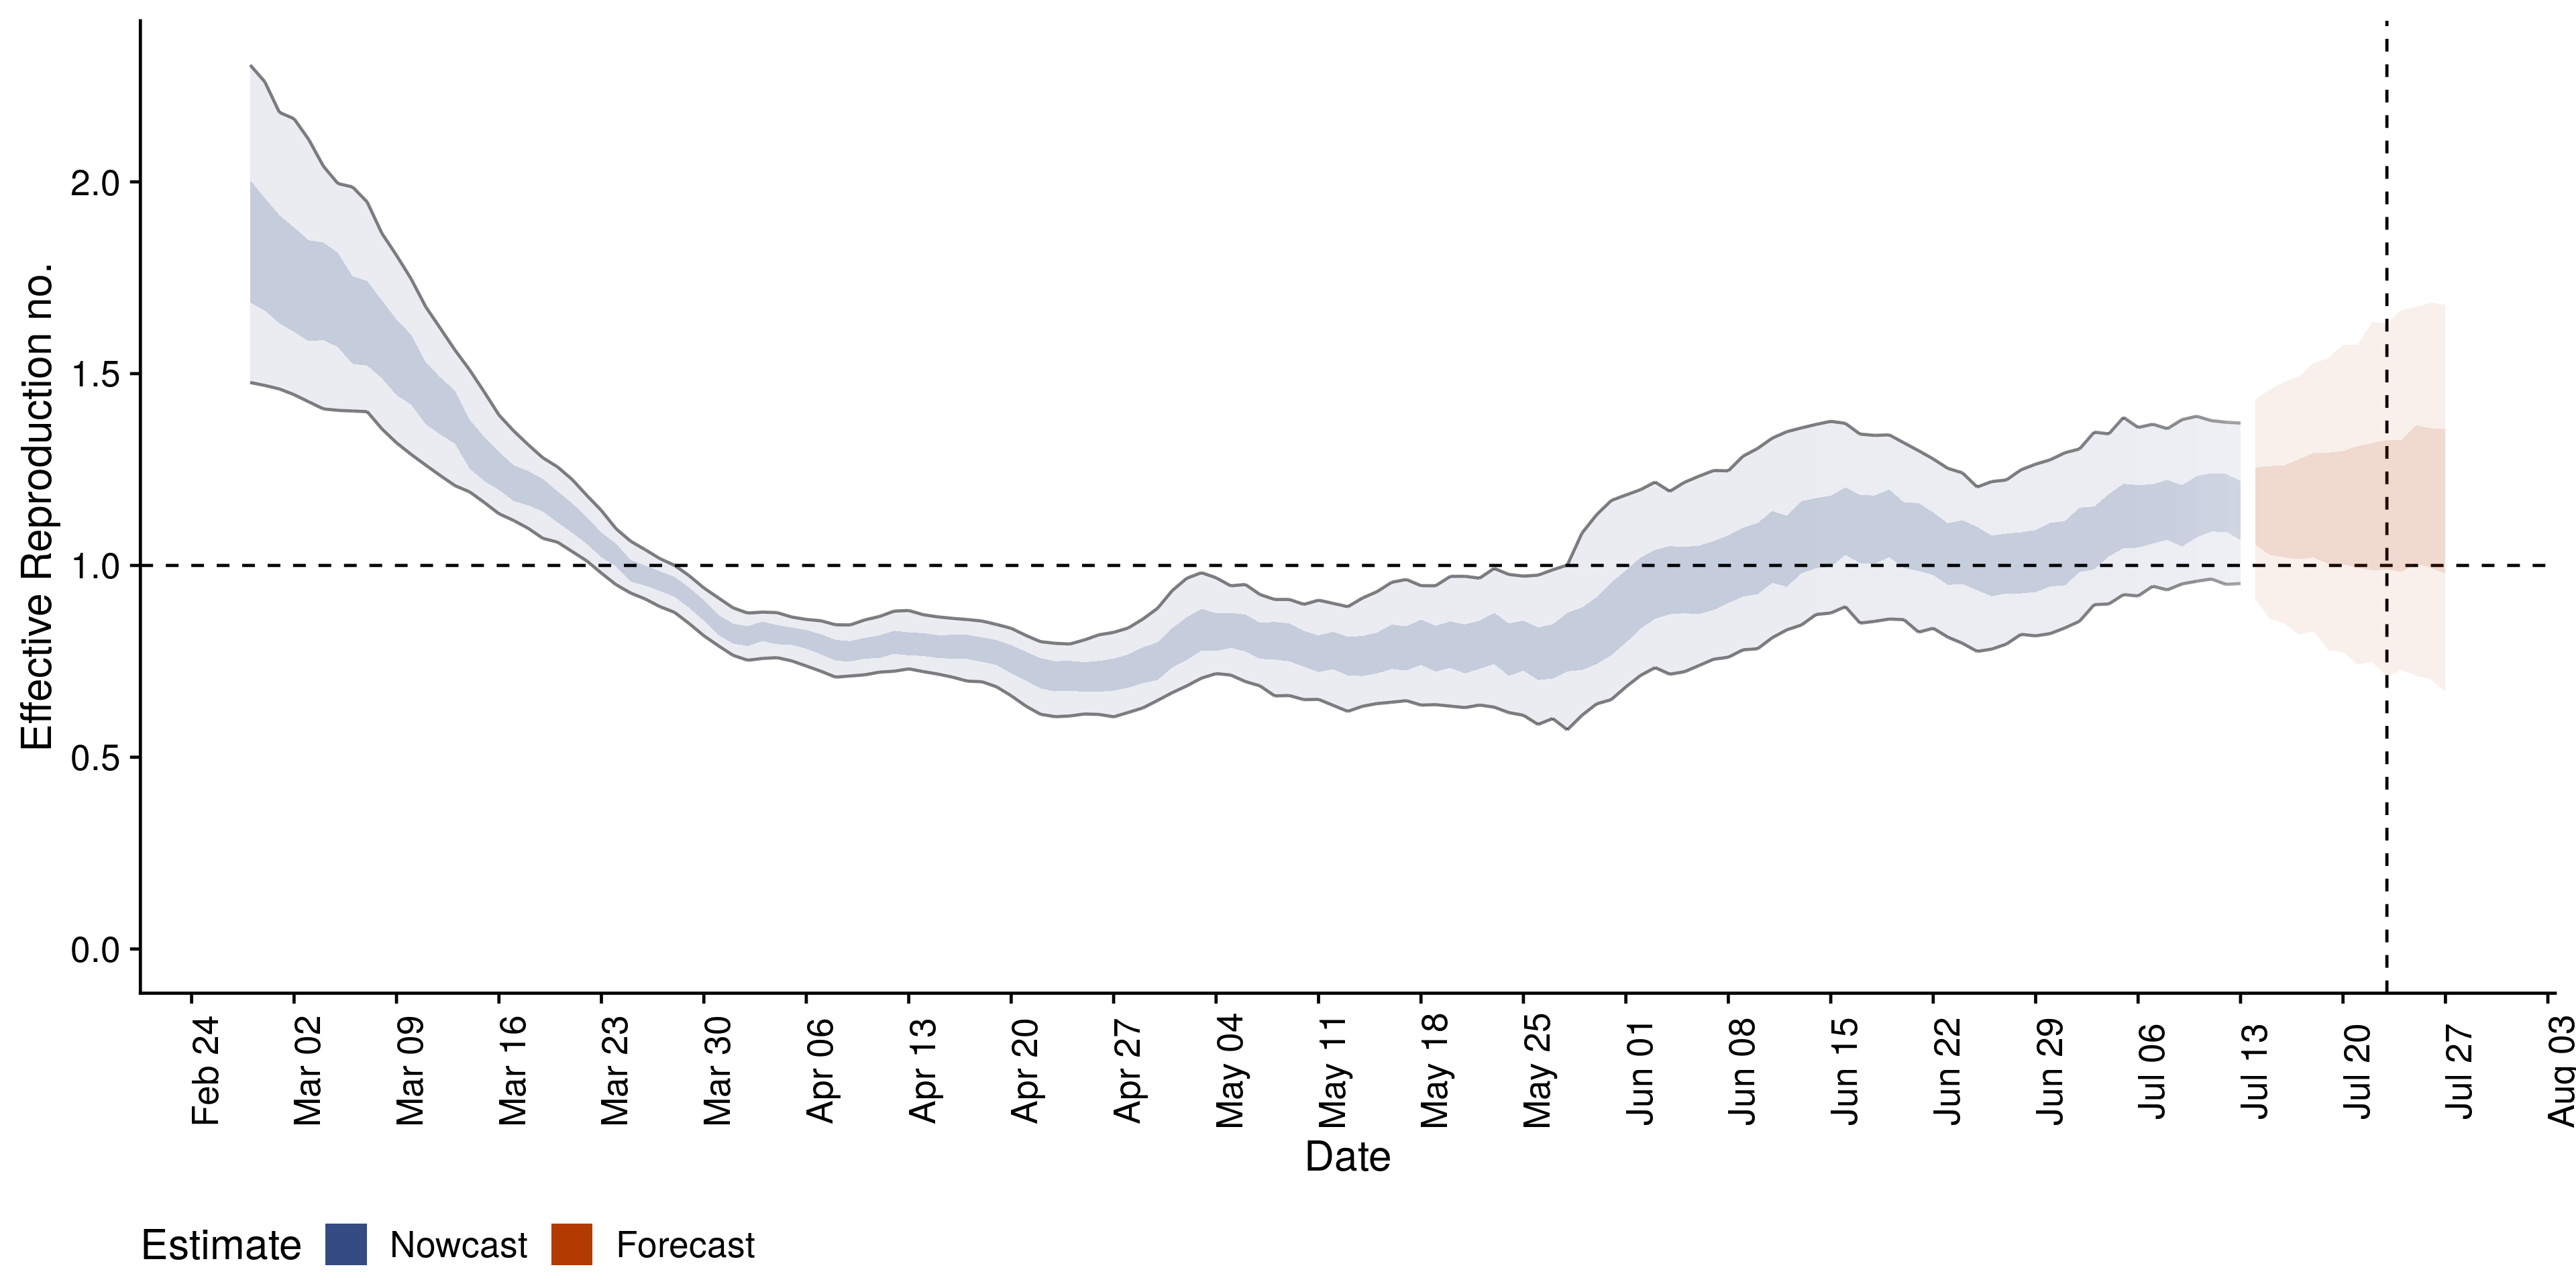 Effective Reproduction no.
2.0
1.5
1.0
0.5
0.0
Feb 24
Mar 02
Mar 09
Mar 16
Mar 23
Mar 30
Apr 06
Apr 13
Apr 20
Apr 27
May 04
May 11
May 18
May 25
Jun 01
Jun 08
Jun 15
Jun 22
Jun 29
Jul 06
Jul 13
Jul 20
Jul 27
Aug 03
Date
Estimate Nowcast Forecast